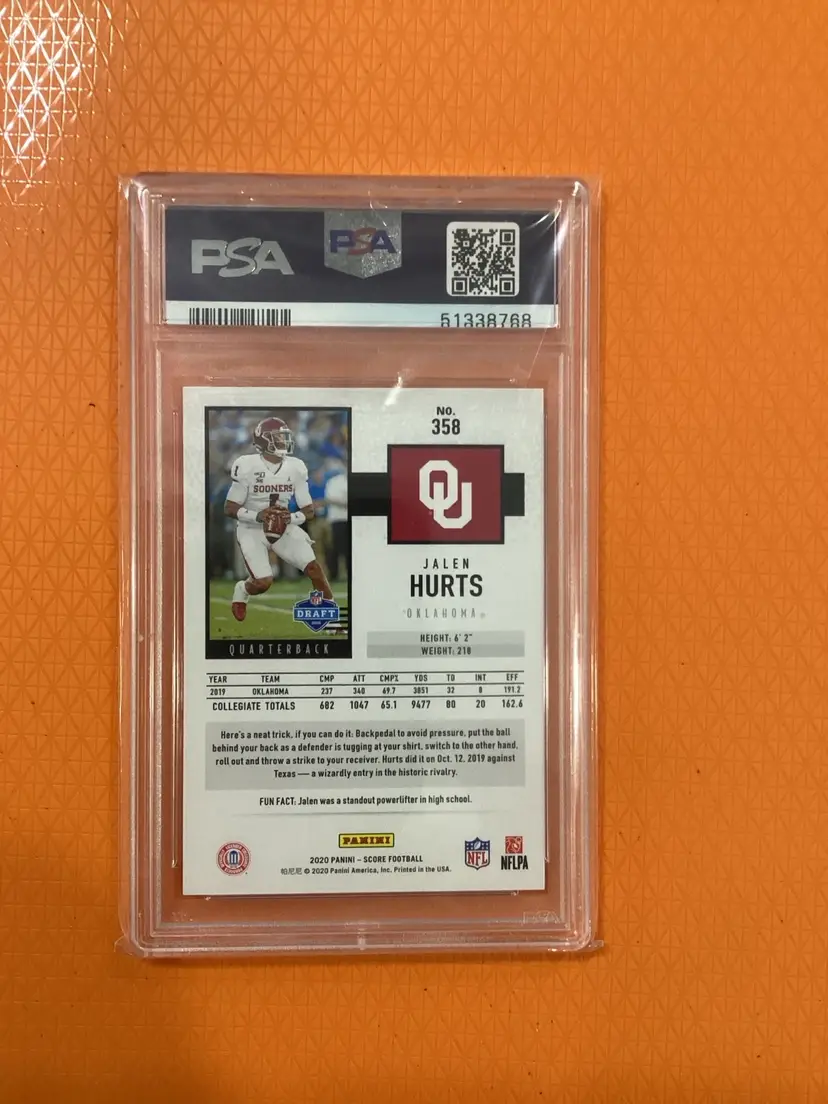 PSA
PSA
51338768
NO.
358
SOONERS
1
OU
JALEN
HURTS
OKLAHOMA
DRAFT
QUARTERBACK
HEIGHT: 6' 2"
WEIGHT: 218
YEAR TEAM CMP ATT CMP% YDS TD INT EFF
2019 OKLAHOMA 237 340 69.7 3851 32 8 191.2
COLLEGIATE TOTALS 682 1047 65.1 9477 80 20 162.6
Here's a neat trick, if you can do it: Backpedal to avoid pressure, put the ball
behind your back as a defender is tugging at your shirt, switch to the other hand,
roll out and throw a strike to your receiver. Hurts did it on Oct. 12, 2019 against
Texas — a wizardly entry in the historic rivalry.
FUN FACT: Jalen was a standout powerlifter in high school.
PANINI
2020 PANINI – SCORE FOOTBALL
帕尼尼 © 2020 Panini America, Inc. Printed in the USA.
NFL
NFLPA
PSA